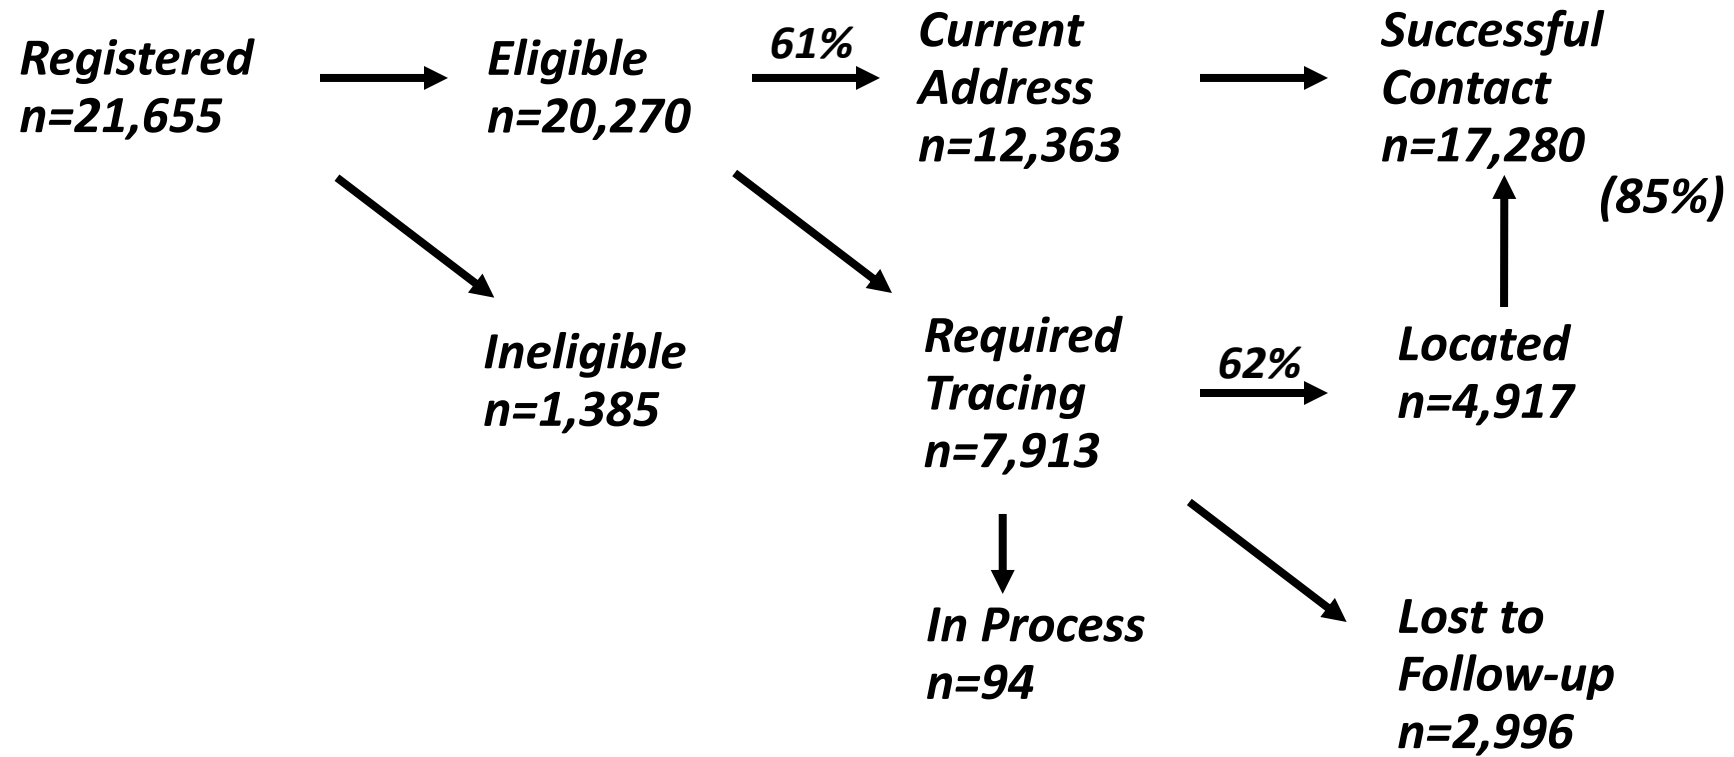 Registered
n=21,655
Eligible
n=20,270
61%
Current
Address
n=12,363
Successful
Contact
n=17,280
(85%)
Ineligible
n=1,385
Required
Tracing
n=7,913
62%
Located
n=4,917
In Process
n=94
Lost to
Follow-up
n=2,996